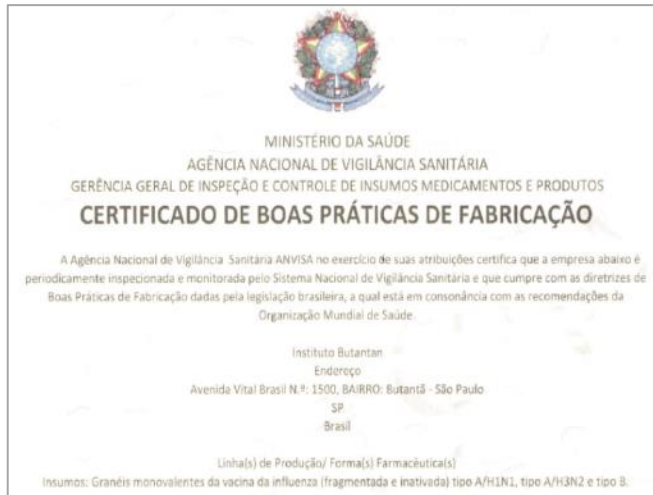 MINISTÉRIO DA SAÚDE
AGÊNCIA NACIONAL DE VIGILÂNCIA SANITÁRIA
GERÊNCIA GERAL DE INSPEÇÃO E CONTROLE DE INSUMOS MEDICAMENTOS E PRODUTOS
CERTIFICADO DE BOAS PRÁTICAS DE FABRICAÇÃO
A Agência Nacional de Vigilância Sanitária ANVISA no exercício de suas atribuições certifica que a empresa abaixo é
periodicamente inspecionada e monitorada pelo Sistema Nacional de Vigilância Sanitária e que cumpre com as diretrizes de
Boas Práticas de Fabricação dadas pela legislação brasileira, a qual está em consonância com as recomendações da
Organização Mundial de Saúde.
Instituto Butantan
Endereço
Avenida Vital Brasil N.º: 1500, BAIRRO: Butantã - São Paulo
SP
Brasil
Linha(s) de Produção/ Forma(s) Farmacêutica(s)
Insumos: Granéis monovalentes da vacina da influenza (fragmentada e inativada) tipo A/H1N1, tipo A/H3N2 e tipo B.